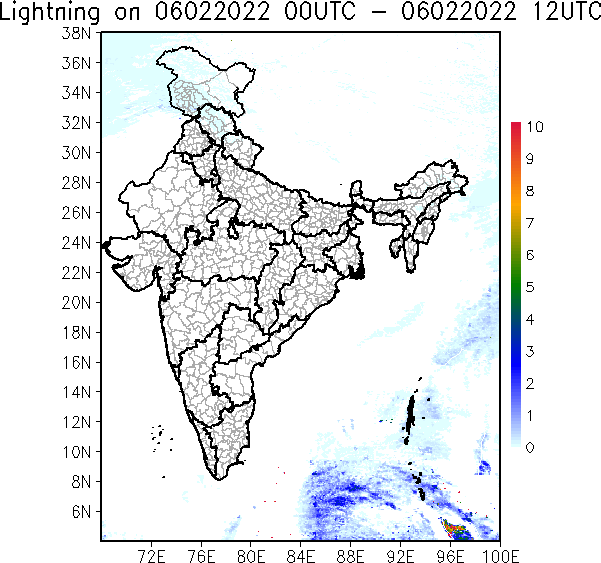 Lightning on 06022022 00UTC – 06022022 12UTC
38N
36N
34N
32N
30N
28N
26N
24N
22N
20N
18N
16N
14N
12N
10N
8N
6N
72E 76E 80E 84E 88E 92E 96E 100E
10
9
8
7
6
5
4
3
2
1
0